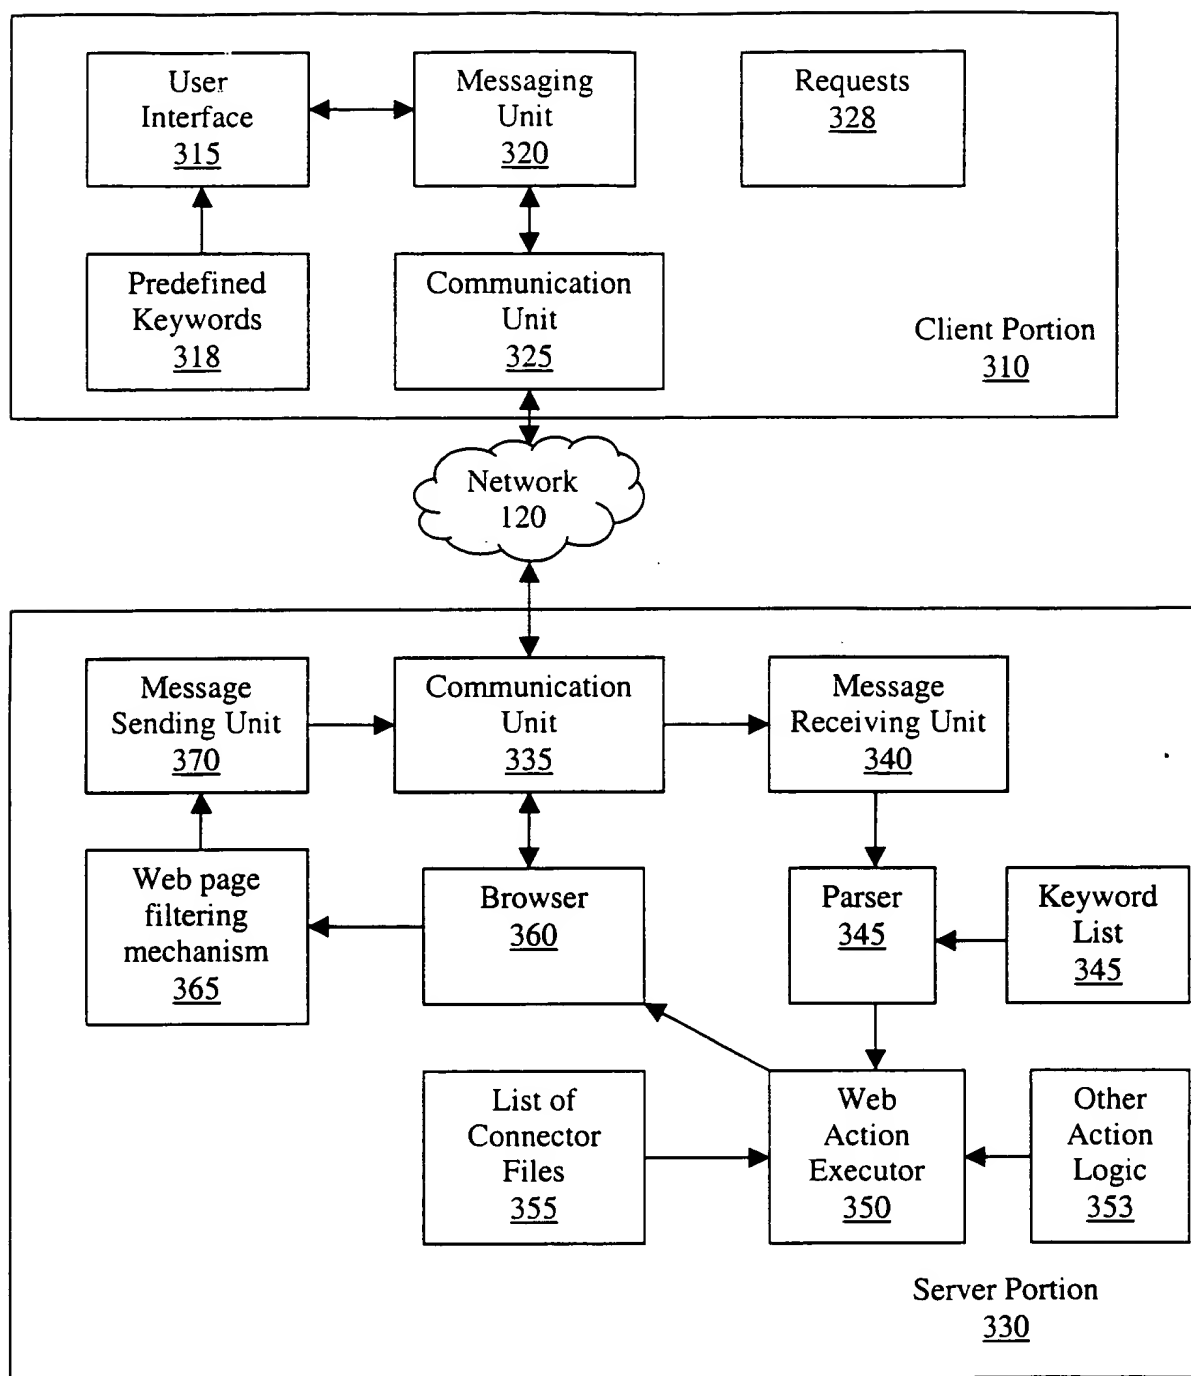 User
Interface
315
Messaging
Unit
320
Requests
328
Predefined
Keywords
318
Communication
Unit
325
Client Portion
310
Network
120
Message
Sending Unit
370
Communication
Unit
335
Message
Receiving Unit
340
Web page
filtering
mechanism
365
Browser
360
Parser
345
Keyword
List
345
List of
Connector
Files
355
Web
Action
Executor
350
Other
Action
Logic
353
Server Portion
330